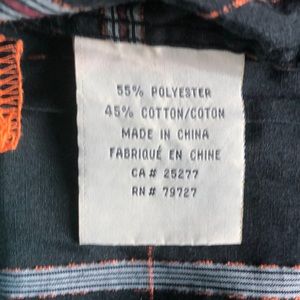 55% POLYESTER
45% COTTON/COTON
MADE IN CHINA
FABRIQUÉ EN CHINE
CA# 25277
RN# 79727